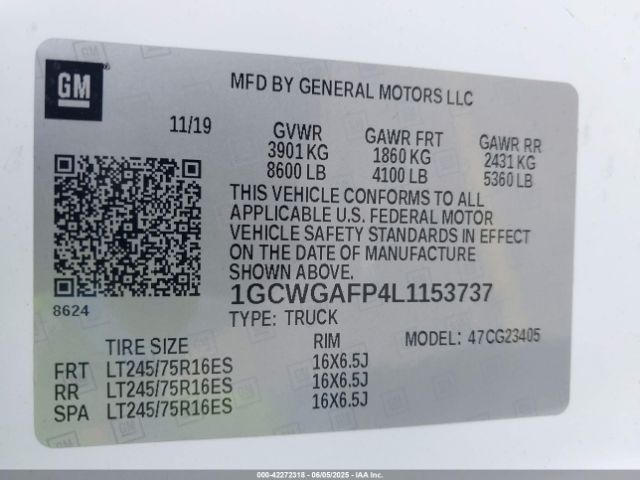 GM
MFD BY GENERAL MOTORS LLC
11/19
GVWR
3901 KG
8600 LB
GAWR FRT
1860 KG
4100 LB
GAWR RR
2431 KG
5360 LB
THIS VEHICLE CONFORMS TO ALL
APPLICABLE U.S. FEDERAL MOTOR
VEHICLE SAFETY STANDARDS IN EFFECT
ON THE DATE OF MANUFACTURE
SHOWN ABOVE.
8624
1GCWGAFP4L1153737
TYPE: TRUCK
MODEL: 47CG23405
TIRE SIZE RIM
FRT LT245/75R16ES 16X6.5J
RR LT245/75R16ES 16X6.5J
SPA LT245/75R16ES 16X6.5J
000-42272318 - 06/05/2025 - IAA, Inc.